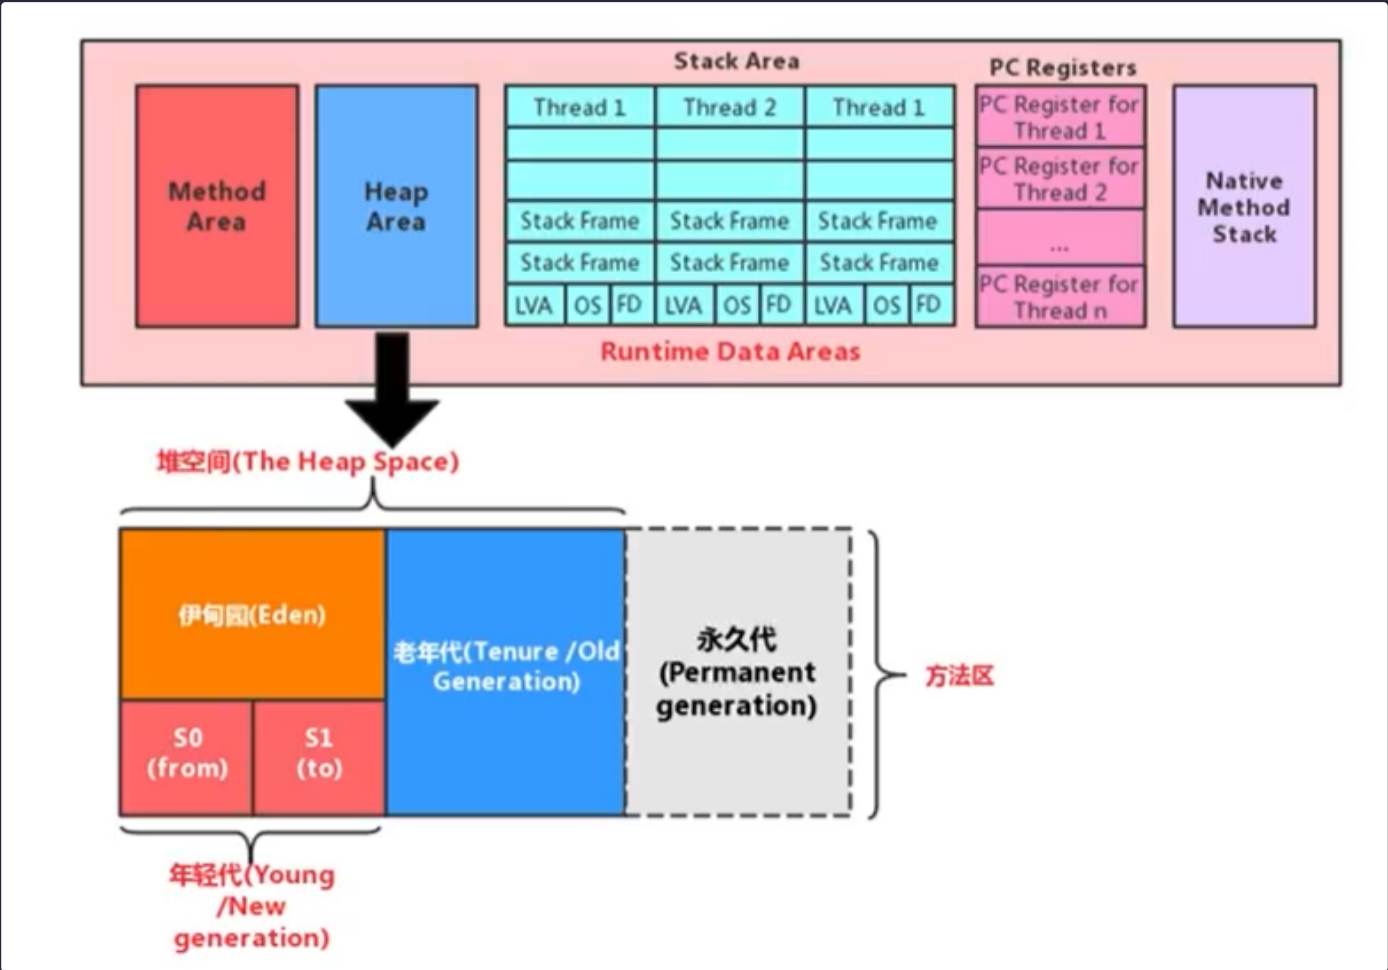 Stack Area
PC Registers
Method
Area
Heap
Area
Thread 1
Thread 2
Thread 1
Stack Frame
Stack Frame
Stack Frame
Stack Frame
Stack Frame
Stack Frame
LVA
OS
FD
LVA
OS
FD
LVA
OS
FD
PC Register for
Thread 1
PC Register for
Thread 2
...
PC Register for
Thread n
Native
Method
Stack
Runtime Data Areas
堆空间(The Heap Space)
伊甸园(Eden)
S0
(from)
S1
(to)
老年代(Tenure /Old
Generation)
永久代
(Permanent
generation)
方法区
年轻代(Young
/New
generation)